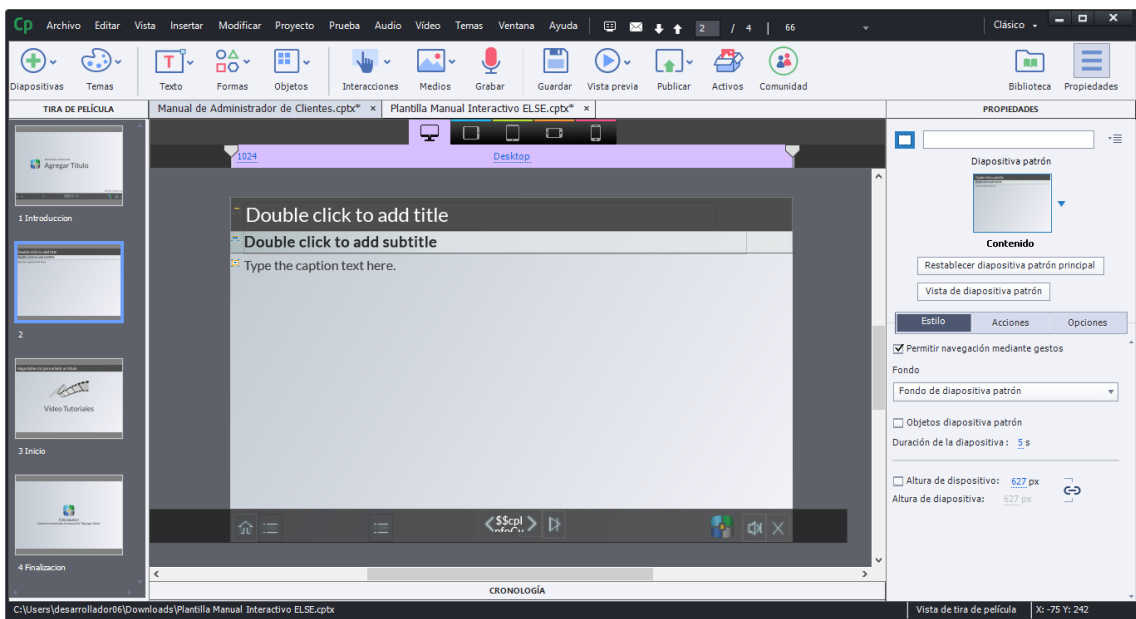 Cp Archivo Editar Vista Insertar Modificar Proyecto Prueba Audio Vídeo Temas Ventana Ayuda 2 / 4 66 Clásico
Diapositivas Temas Texto Formas Objetos Interacciones Medios Grabar Guardar Vista previa Publicar Activos Comunidad Biblioteca Propiedades
TIRA DE PELÍCULA
Manual de Administrador de Clientes.cptx* × Plantilla Manual Interactivo ELSE.cptx* ×
PROPIEDADES
Agregar Titulo
1 Introduccion
2
Video Tutoriales
3 Inicio
4 Finalizacion
1024 Desktop
Double click to add title
Double click to add subtitle
Type the caption text here.
$$cpl
CRONOLOGÍA
Diapositiva patrón
Contenido
Restablecer diapositiva patrón principal
Vista de diapositiva patrón
Estilo Acciones Opciones
Permitir navegación mediante gestos
Fondo
Fondo de diapositiva patrón
Objetos diapositiva patrón
Duración de la diapositiva: 5 s
Altura de dispositivo: 627 px
Altura de diapositiva: 627 px
C:\Users\desarrollador06\Downloads\Plantilla Manual Interactivo ELSE.cptx
Vista de tira de película X: -75 Y: 242